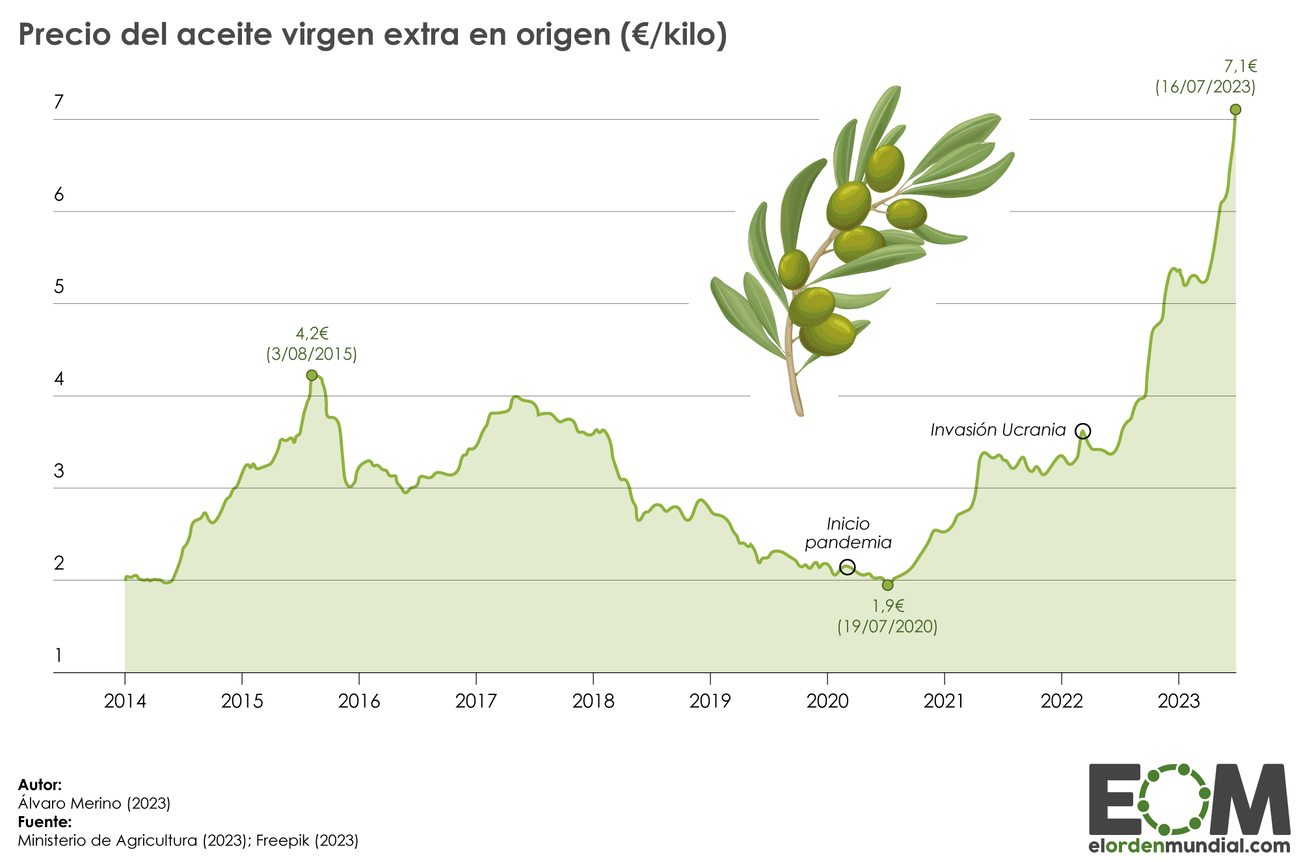 Precio del aceite virgen extra en origen (€/kilo)
7,1€
(16/07/2023)
7
6
5
4,2€
(3/08/2015)
4
Invasión Ucrania
3
Inicio
pandemia
2
1,9€
(19/07/2020)
1
2014 2015 2016 2017 2018 2019 2020 2021 2022 2023
Autor:
Álvaro Merino (2023)
Fuente:
Ministerio de Agricultura (2023); Freepik (2023)
EOM
elordenmundial.com